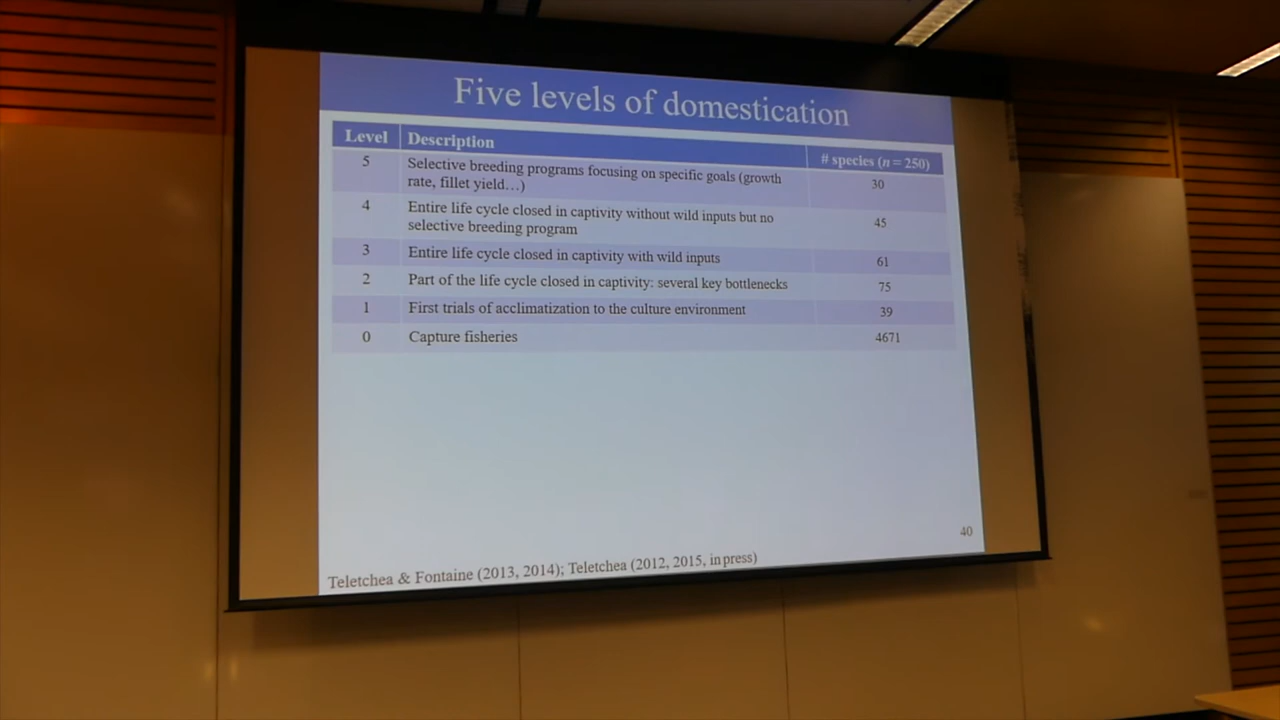 Five levels of domestication
Level Description # species (n = 250)
5 Selective breeding programs focusing on specific goals (growth
rate, fillet yield…) 30
4 Entire life cycle closed in captivity without wild inputs but no
selective breeding program 45
3 Entire life cycle closed in captivity with wild inputs 61
2 Part of the life cycle closed in captivity: several key bottlenecks 75
1 First trials of acclimatization to the culture environment 39
0 Capture fisheries 4671
40
Teletchea & Fontaine (2013, 2014); Teletchea (2012, 2015, in press)